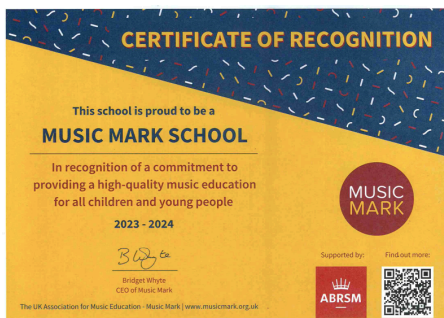 CERTIFICATE OF RECOGNITION
This school is proud to be a
MUSIC MARK SCHOOL
In recognition of a commitment to
providing a high-quality music education
for all children and young people
2023 - 2024
B Whyte
Bridget Whyte
CEO of Music Mark
The UK Association for Music Education - Music Mark | www.musicmark.org.uk
MUSIC
MARK
Supported by:
ABRSM
Find out more: